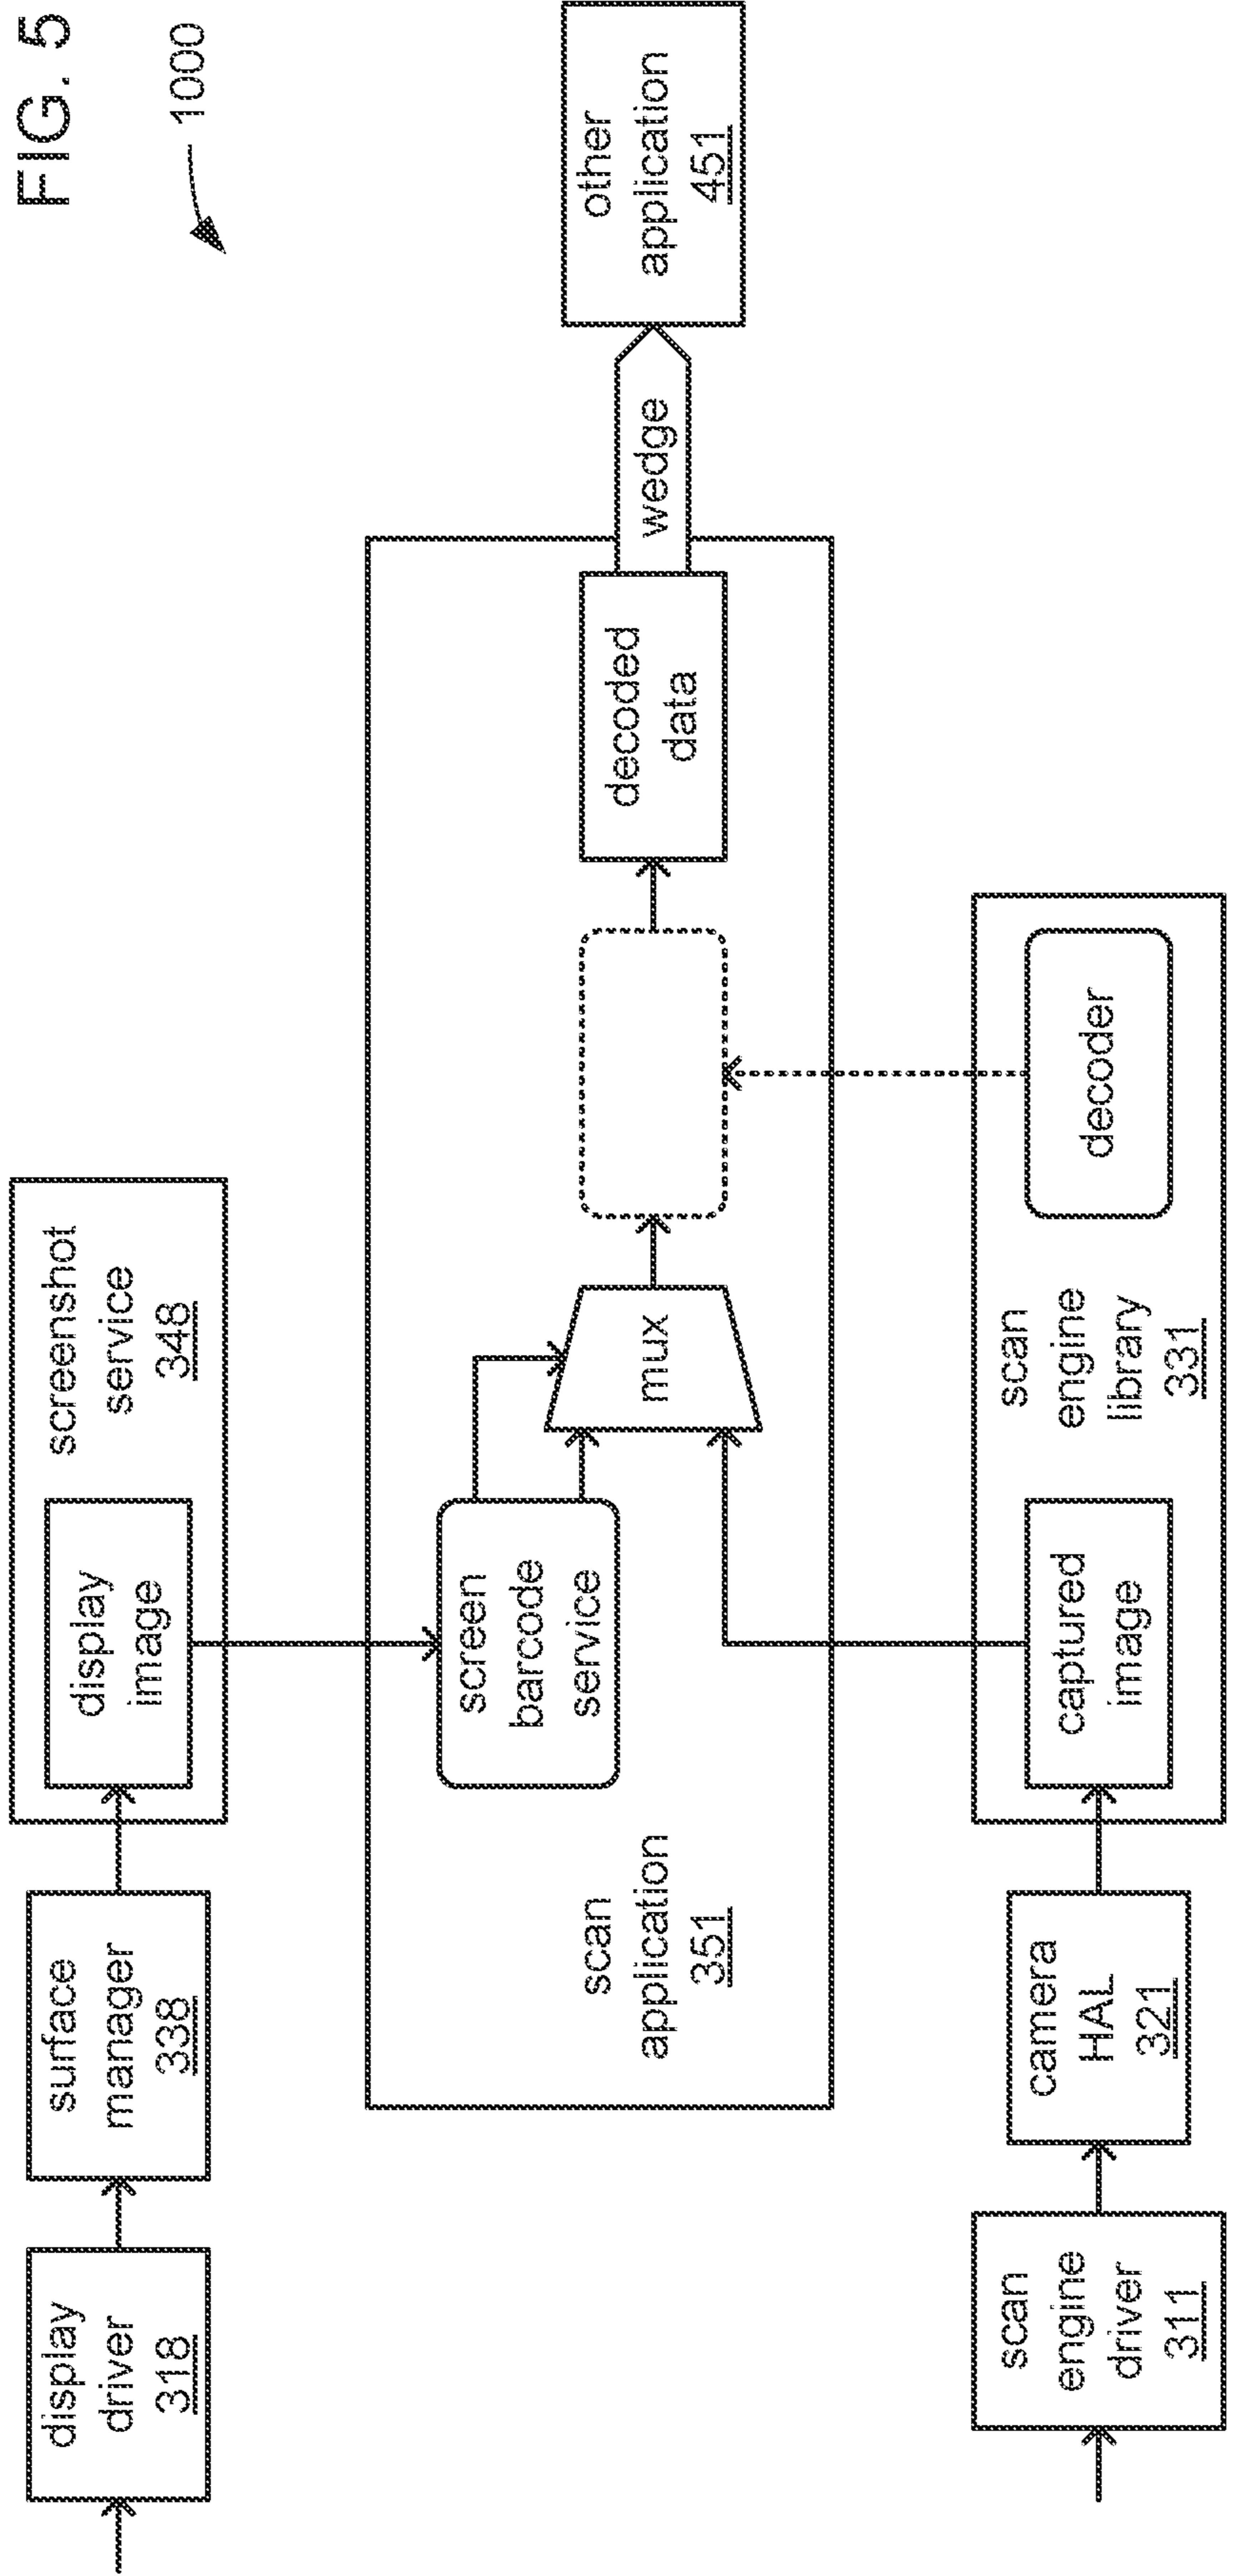 FIG. 5
1000
display
driver
318
surface
manager
338
display
image
screenshot
service
348
scan
application
351
screen
barcode
service
mux
decoded
data
wedge
other
application
451
scan
engine
driver
311
camera
HAL
321
captured
image
scan
engine
library
331
decoder